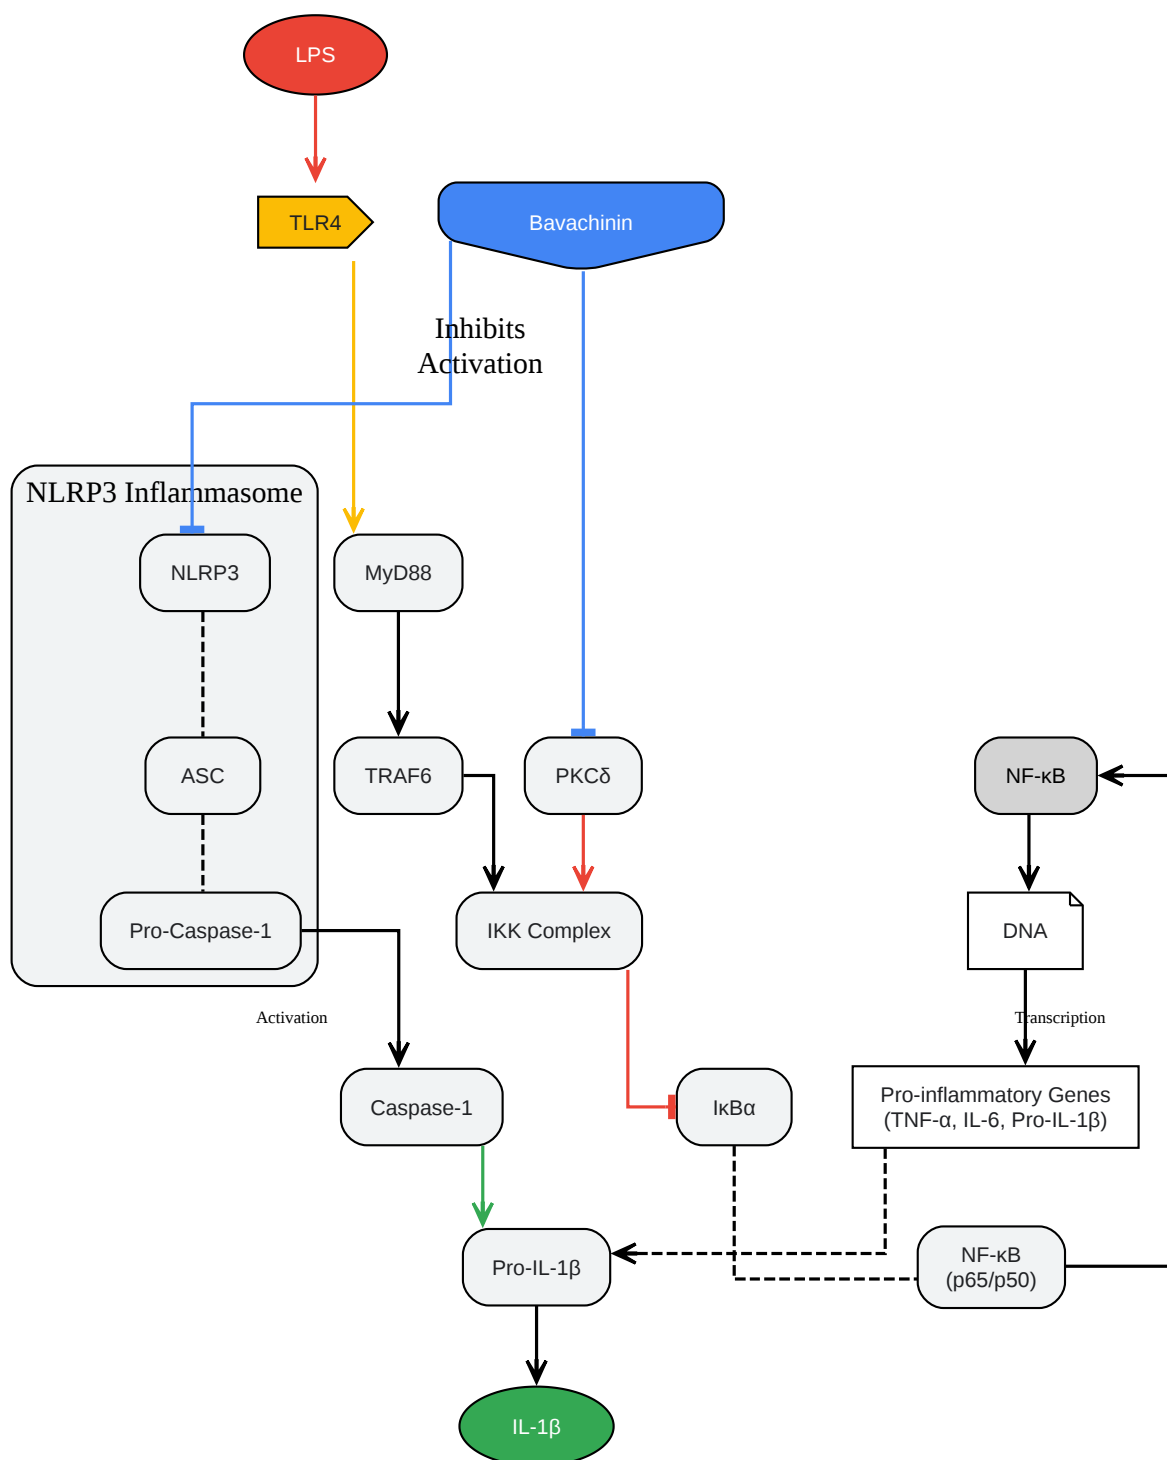 LPS
TLR4
Bavachinin
Inhibits
Activation
NLRP3 Inflammasome
NLRP3
MyD88
ASC
TRAF6
PKCδ
NF-κB
Pro-Caspase-1
IKK Complex
DNA
Activation
Transcription
Caspase-1
IκBα
Pro-inflammatory Genes
(TNF-α, IL-6, Pro-IL-1β)
Pro-IL-1β
NF-κB
(p65/p50)
IL-1β